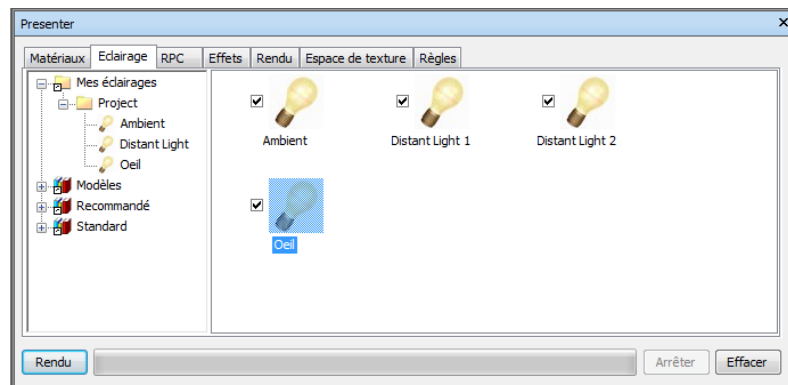 Presenter
Matériaux Eclairage RPC Effets Rendu Espace de texture Règles
Mes éclairages
Project
Ambient
Distant Light
Oeil
Modèles
Recommandé
Standard
Ambient Distant Light 1 Distant Light 2
Oeil
Rendu Arrêter Effacer